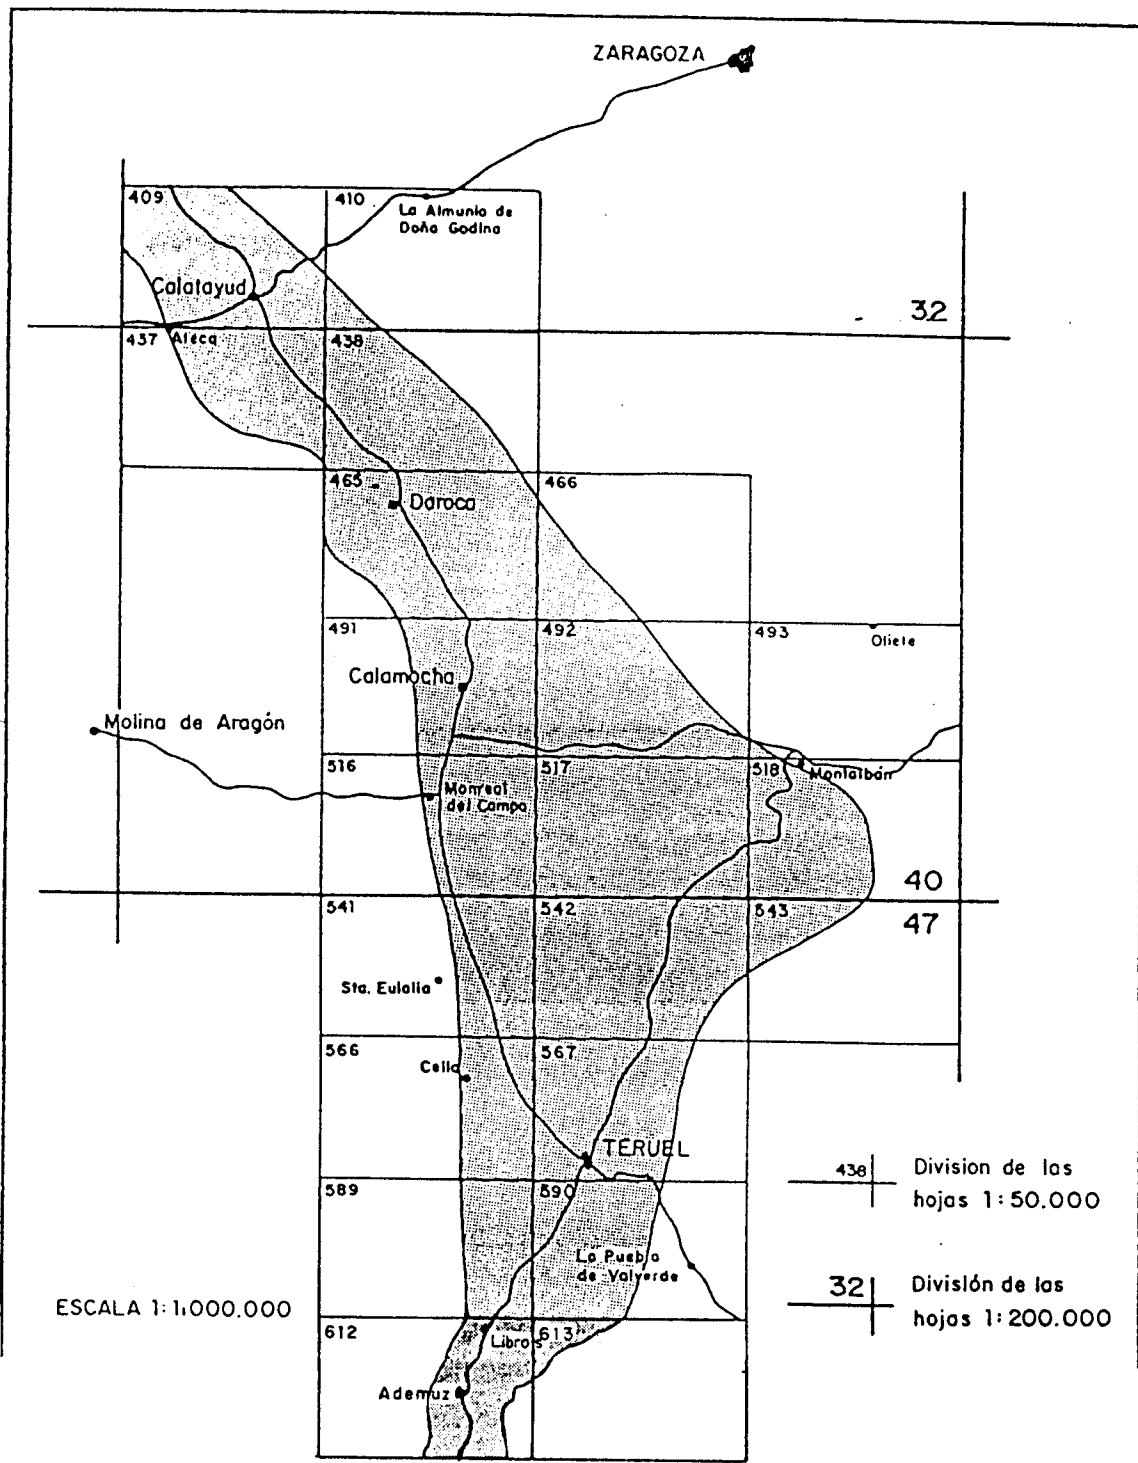 ZARAGOZA
409
410
La Almunia de
Doña Godina
Calatayud
32
437
Ateca
438
465
466
Daroca
491
492
493
Oliete
Calamocha
Molina de Aragón
516
517
518
Montalbán
Monreal
del Campo
40
541
542
543
47
Sta. Eulalia
566
567
Cella
TERUEL
438
Division de las
hojas 1:50.000
589
590
La Puebla
de Valverde
32
División de las
hojas 1:200.000
ESCALA 1:1.000.000
612
613
Libros
Ademuz